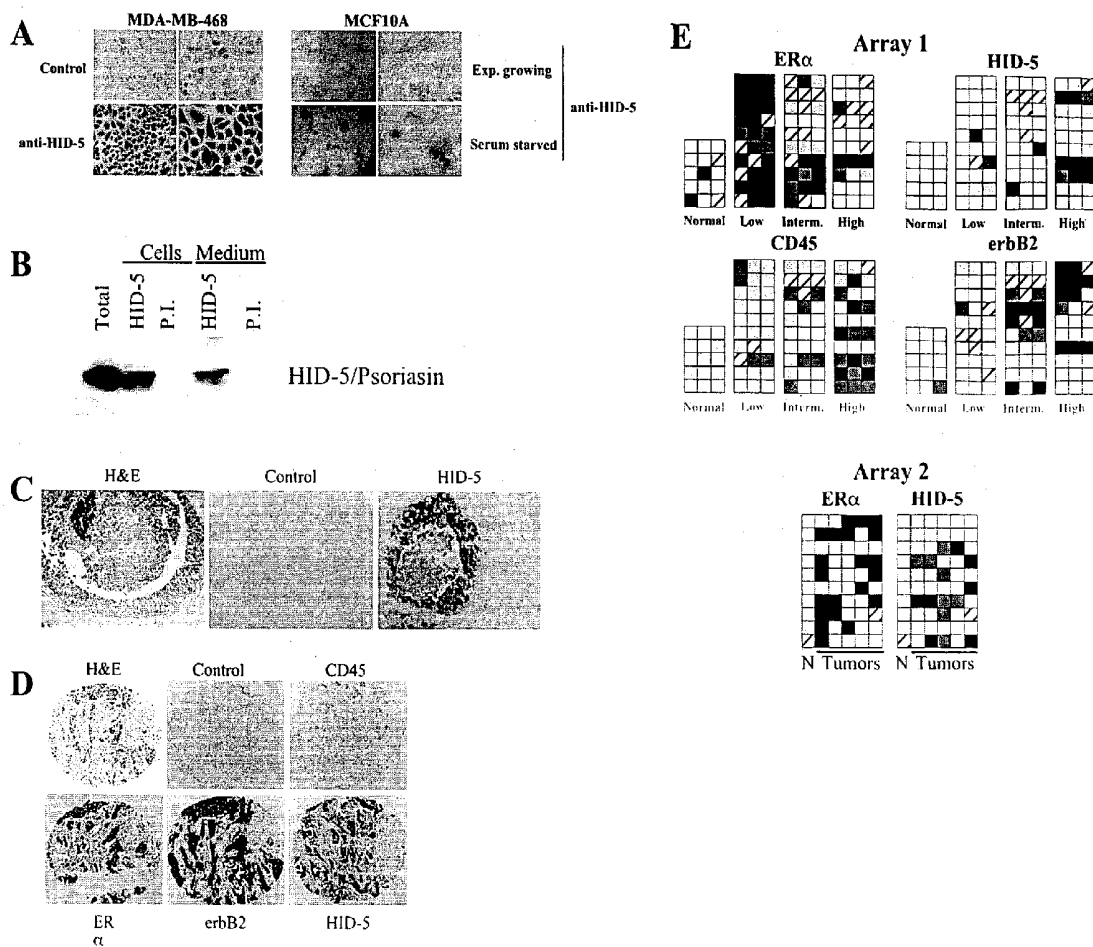 A
MDA-MB-468
MCF10A
Control
anti-HID-5
Exp. growing
Serum starved
anti-HID-5
B
Cells
Medium
Total
HID-5
P.I.
HID-5
P.I.
HID-5/Psoriasin
C
H&E
Control
HID-5
D
H&E
Control
CD45
ER
α
erbB2
HID-5
E
Array 1
ERα
HID-5
Normal
Low
Interm.
High
Normal
Low
Interm.
High
CD45
erbB2
Normal
Low
Interm.
High
Normal
Low
Interm.
High
Array 2
ERα
HID-5
N Tumors
N Tumors